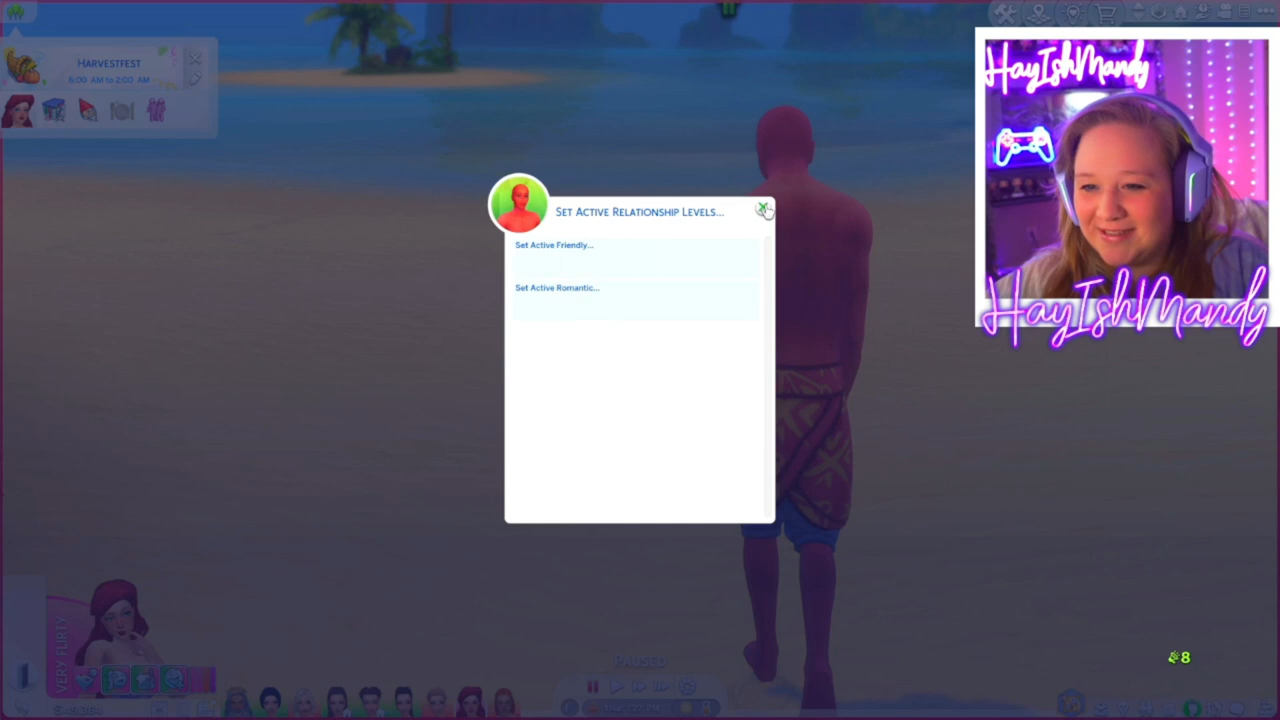 HARVESTFEST
6:00 AM to 2:00 AM
HayIshMandy
HayIshMandy
SET ACTIVE RELATIONSHIP LEVELS...
Set Active Friendly...
Set Active Romantic...
VERY FLIRTY
PAUSED
8